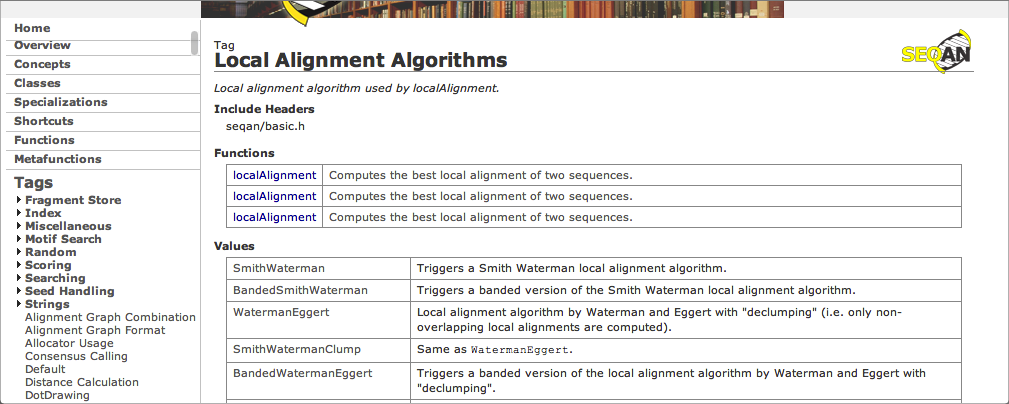 Home
Overview
Concepts
Classes
Specializations
Shortcuts
Functions
Metafunctions
Tags
Fragment Store
Index
Miscellaneous
Motif Search
Random
Scoring
Searching
Seed Handling
Strings
Alignment Graph Combination
Alignment Graph Format
Allocator Usage
Consensus Calling
Default
Distance Calculation
DotDrawing
Tag
Local Alignment Algorithms
SEQAN
Local alignment algorithm used by localAlignment.
Include Headers
seqan/basic.h
Functions
localAlignment Computes the best local alignment of two sequences.
localAlignment Computes the best local alignment of two sequences.
localAlignment Computes the best local alignment of two sequences.
Values
SmithWaterman Triggers a Smith Waterman local alignment algorithm.
BandedSmithWaterman Triggers a banded version of the Smith Waterman local alignment algorithm.
WatermanEggert Local alignment algorithm by Waterman and Eggert with "declumping" (i.e. only non-
overlapping local alignments are computed).
SmithWatermanClump Same as WatermanEggert.
BandedWatermanEggert Triggers a banded version of the local alignment algorithm by Waterman and Eggert with
"declumping".